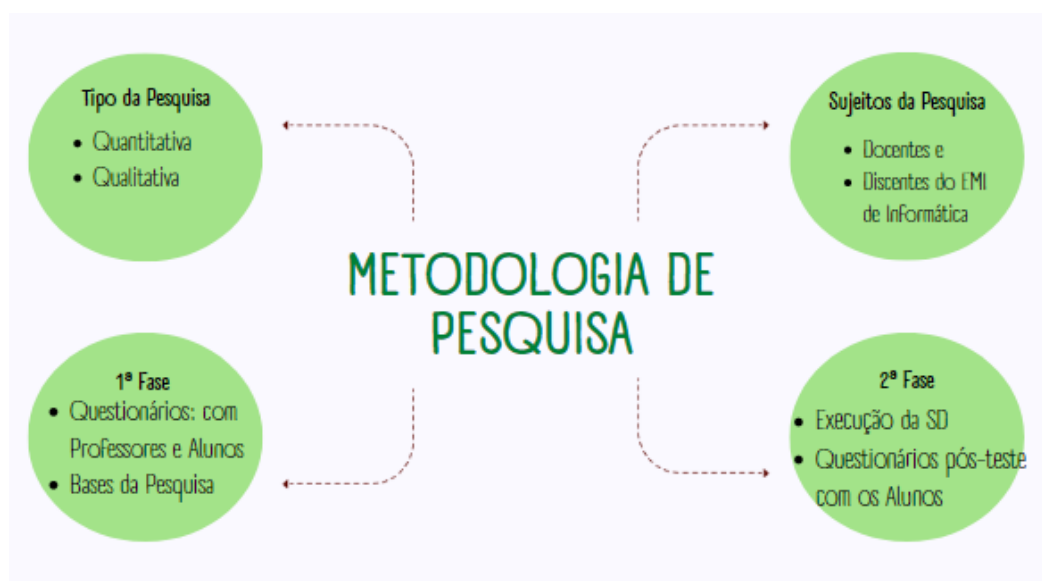 Tipo da Pesquisa
• Quantitativa
• Qualitativa
Sujeitos da Pesquisa
• Docentes e
• Discentes do EMI
de Informática
METODOLOGIA DE
PESQUISA
1ª Fase
• Questionários: com
Professores e Alunos
• Bases da Pesquisa
2ª Fase
• Execução da SD
• Questionários pós-teste
com os Alunos